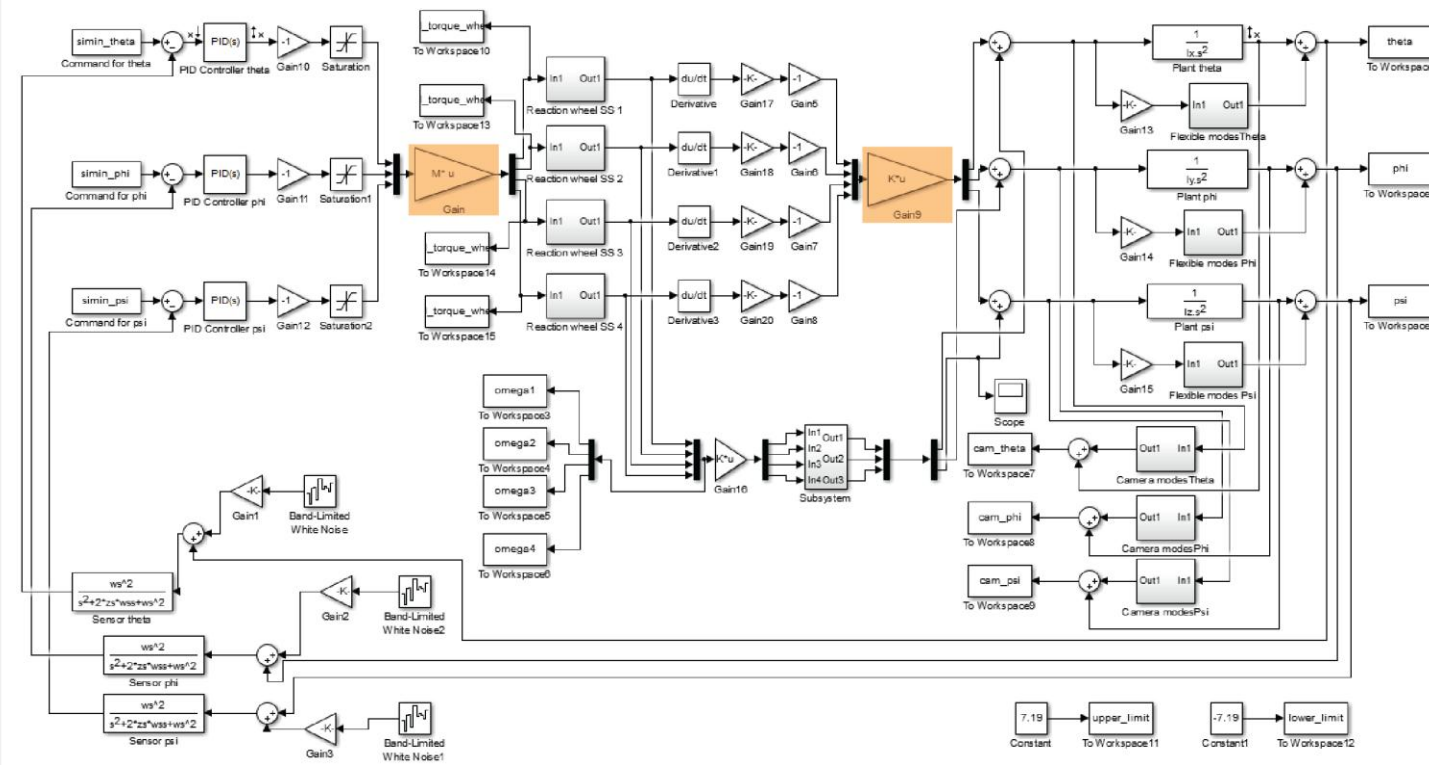 simin_theta
Command for theta
PID(s)
PID Controller theta
-1
Gain10
Saturation
_torque_whe
To Workspace10
In1 Out1
Reaction wheel SS 1
du/dt
Derivative
-K-
Gain17
-1
Gain5
1
Ix.s2
Plant theta
theta
To Workspace
-K-
Gain13
In1 Out1
Flexible modesTheta
_torque_whe
To Workspace13
In1 Out1
Reaction wheel SS 2
du/dt
Derivative1
-K-
Gain18
-1
Gain6
simin_phi
Command for phi
PID(s)
PID Controller phi
-1
Gain11
Saturation1
M* u
Gain
K*u
Gain9
1
Iy.s2
Plant phi
phi
To Workspace
-K-
Gain14
In1 Out1
Flexible modes Phi
_torque_whe
To Workspace14
In1 Out1
Reaction wheel SS 3
du/dt
Derivative2
-K-
Gain19
-1
Gain7
simin_psi
Command for psi
PID(s)
PID Controller psi
-1
Gain12
Saturation2
_torque_whe
To Workspace15
In1 Out1
Reaction wheel SS 4
du/dt
Derivative3
-K-
Gain20
-1
Gain8
1
Iz.s2
Plant psi
psi
To Workspace
-K-
Gain15
In1 Out1
Flexible modes Psi
Scope
omega1
To Workspace3
omega2
To Workspace4
omega3
To Workspace5
omega4
To Workspace6
K*u
Gain16
In1
In2
In3
In4
Out1
Out2
Out3
Subsystem
cam_theta
To Workspace7
Out1 In1
Camera modesTheta
cam_phi
To Workspace8
Out1 In1
Camera modesPhi
cam_psi
To Workspace9
Out1 In1
Camera modesPsi
-K-
Gain1
Band-Limited
White Noise
ws^2
s2+2*zs*wss+ws^2
Sensor theta
-K-
Gain2
Band-Limited
White Noise2
ws^2
s2+2*zs*wss+ws^2
Sensor phi
ws^2
s2+2*zs*wss+ws^2
Sensor psi
-K-
Gain3
Band-Limited
White Noise1
7.19
Constant
upper_limit
To Workspace11
-7.19
Constant1
lower_limit
To Workspace12